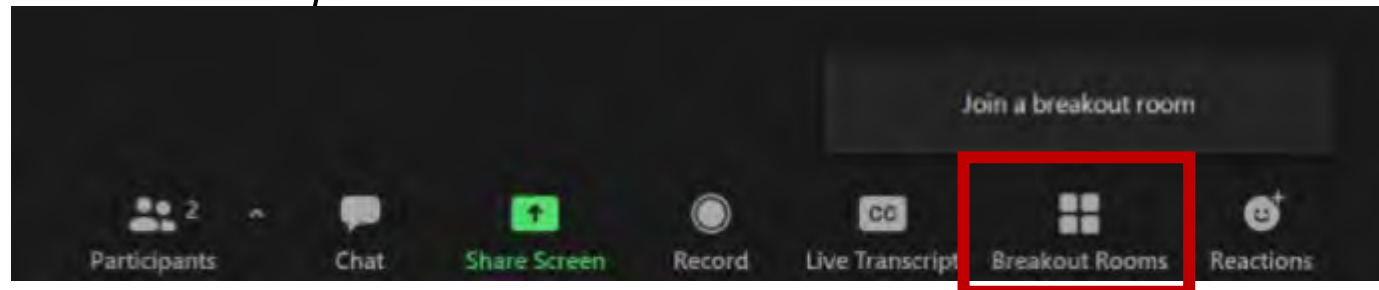 Join a breakout room
2
CC
Participants Chat Share Screen Record Live Transcript Breakout Rooms Reactions